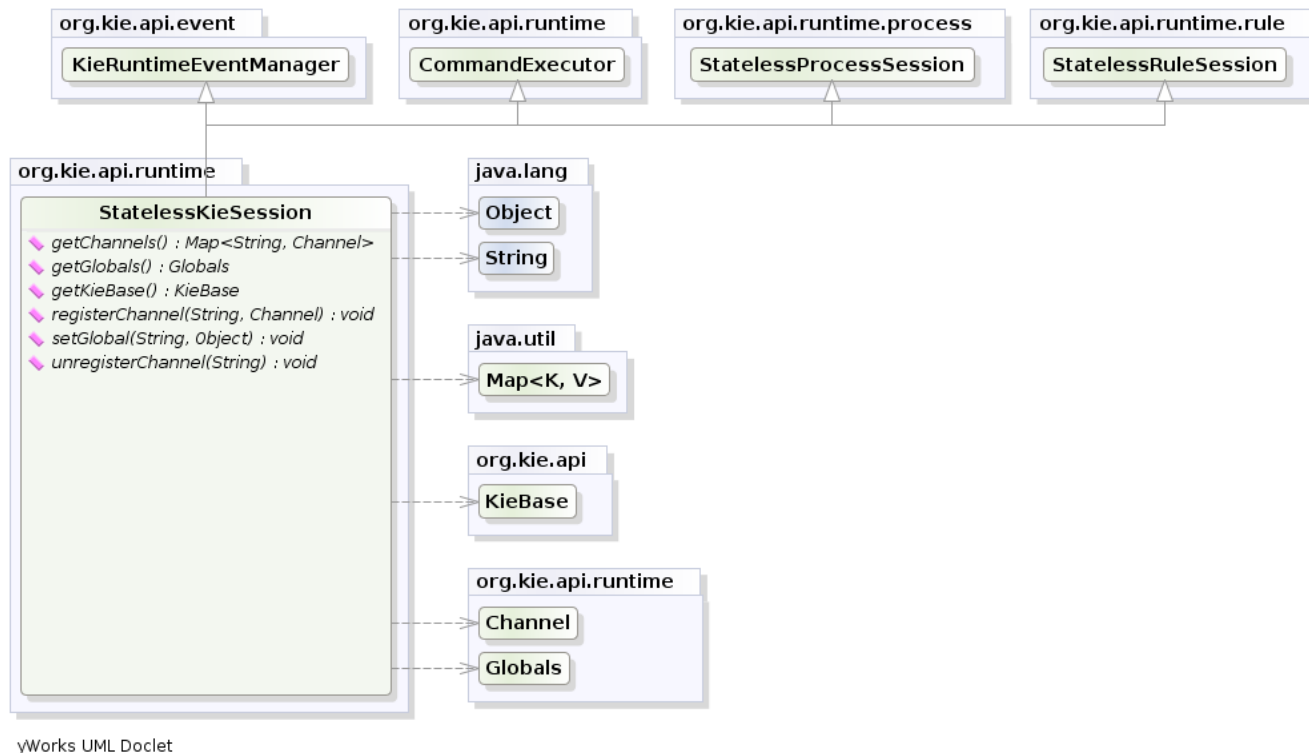 org.kie.api.event
KieRuntimeEventManager
org.kie.api.runtime
CommandExecutor
org.kie.api.runtime.process
StatelessProcessSession
org.kie.api.runtime.rule
StatelessRuleSession
org.kie.api.runtime
StatelessKieSession
getChannels() : Map<String, Channel>
getGlobals() : Globals
getKieBase() : KieBase
registerChannel(String, Channel) : void
setGlobal(String, Object) : void
unregisterChannel(String) : void
java.lang
Object
String
java.util
Map<K, V>
org.kie.api
KieBase
org.kie.api.runtime
Channel
Globals
yWorks UML Doclet